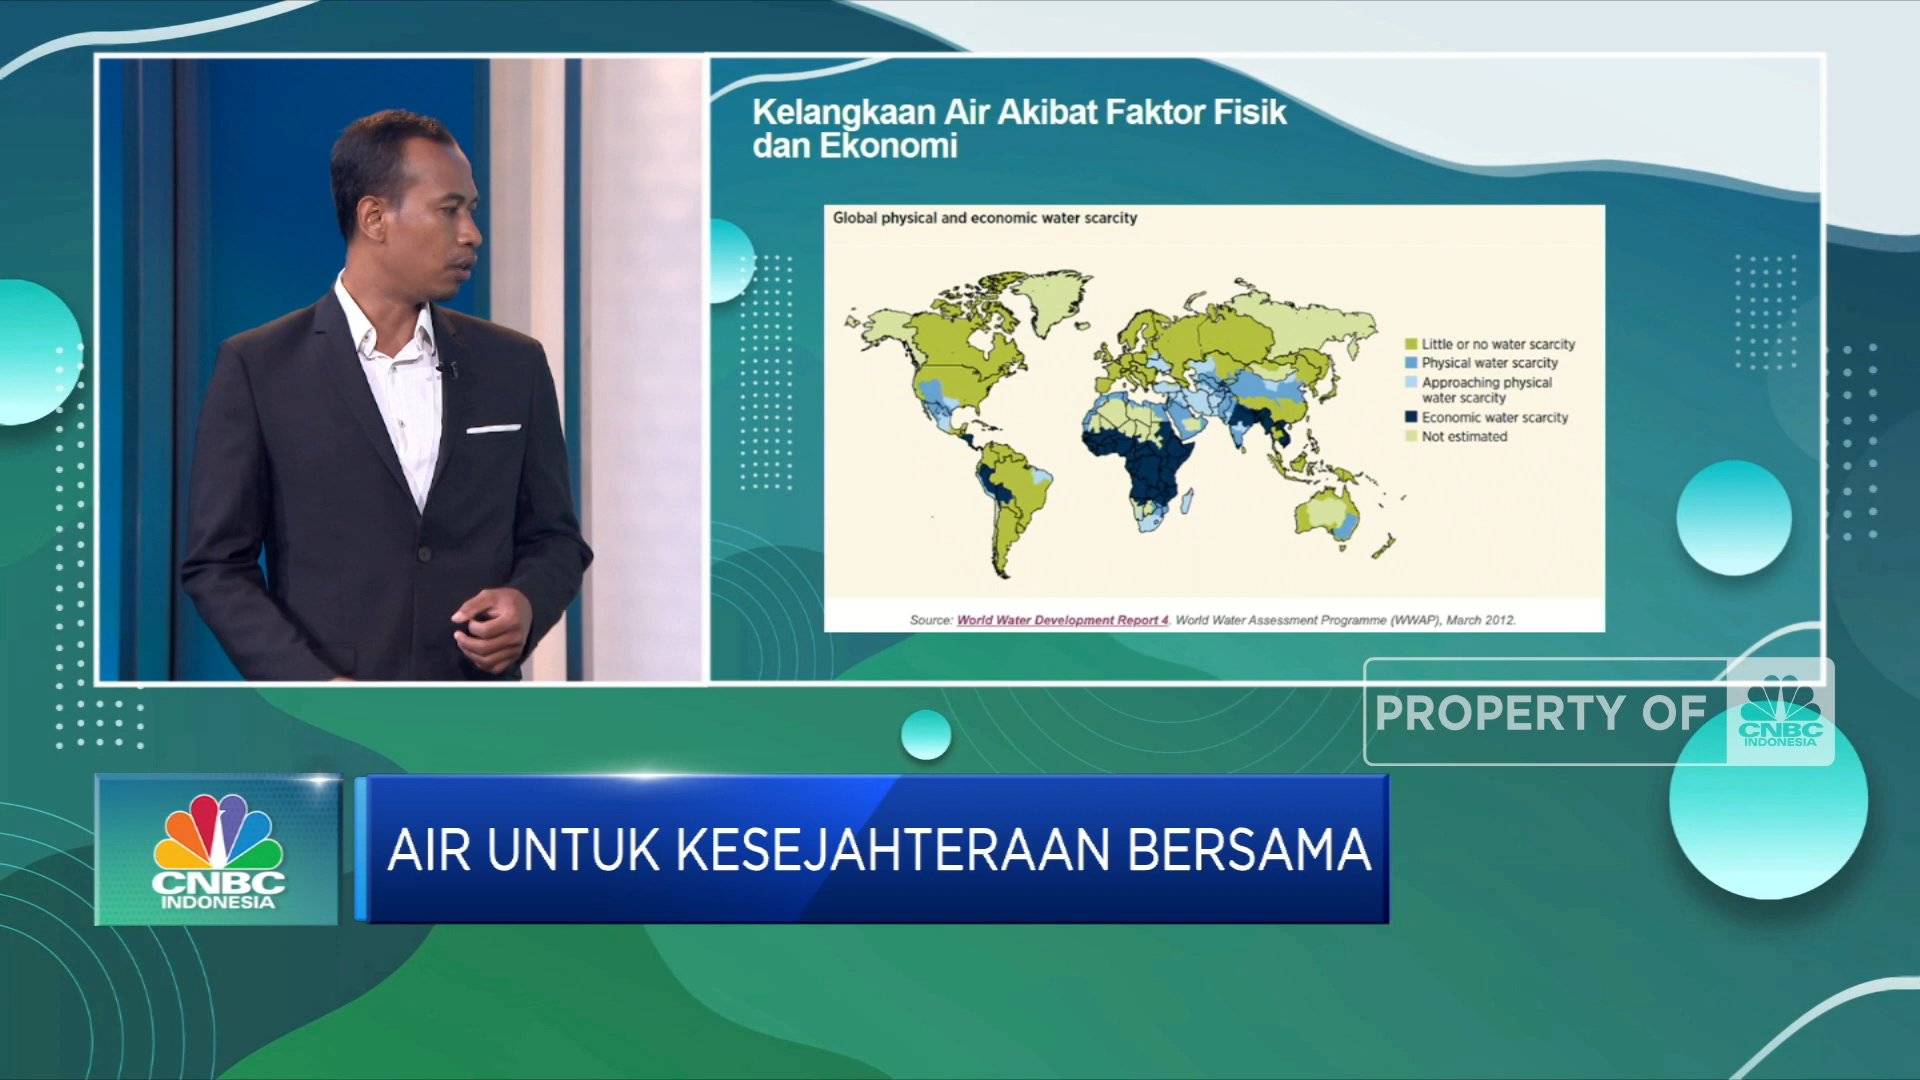 Kelangkaan Air Akibat Faktor Fisik
dan Ekonomi
Global physical and economic water scarcity
Little or no water scarcity
Physical water scarcity
Approaching physical
water scarcity
Economic water scarcity
Not estimated
Source: World Water Development Report 4. World Water Assessment Programme (WWAP), March 2012.
PROPERTY OF
CNBC
INDONESIA
CNBC
INDONESIA
AIR UNTUK KESEJAHTERAAN BERSAMA